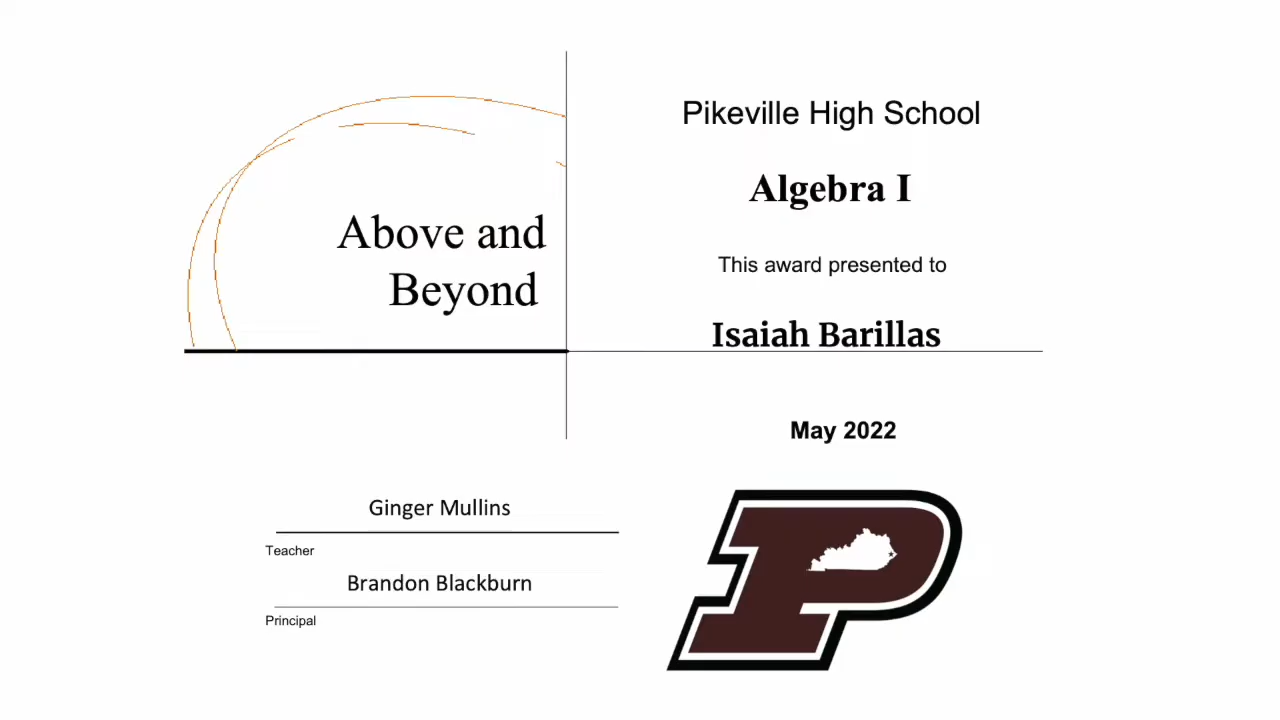 Above and
Beyond
Pikeville High School
Algebra I
This award presented to
Isaiah Barillas
May 2022
Ginger Mullins
Teacher
Brandon Blackburn
Principal
P